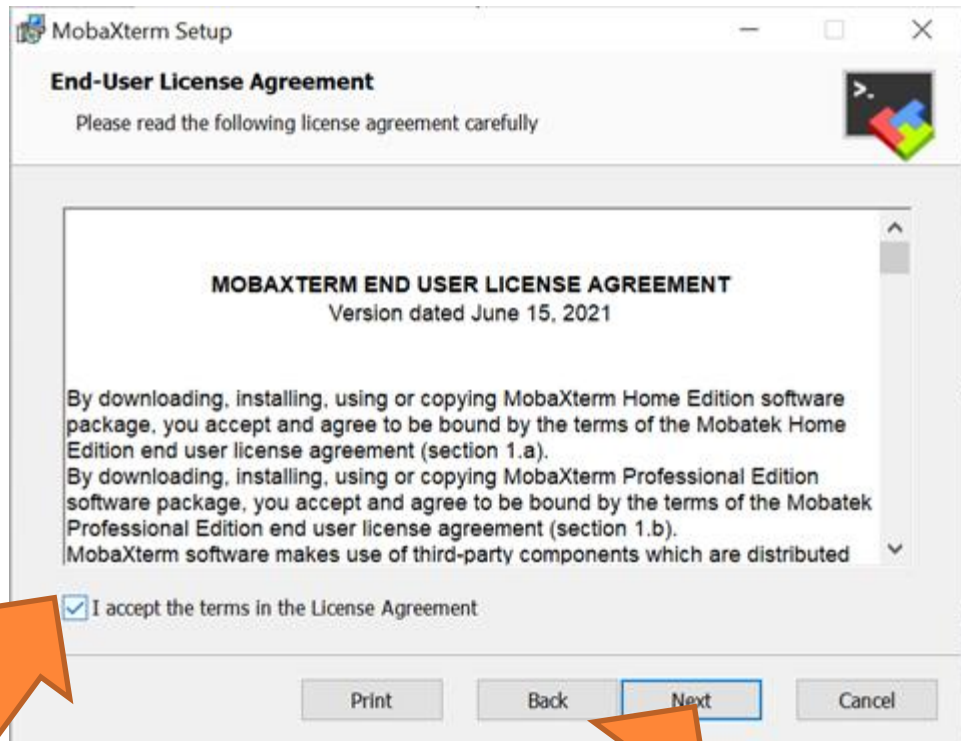 MobaXterm Setup
End-User License Agreement
Please read the following license agreement carefully
>.
MOBAXTERM END USER LICENSE AGREEMENT
Version dated June 15, 2021
By downloading, installing, using or copying MobaXterm Home Edition software
package, you accept and agree to be bound by the terms of the Mobatek Home
Edition end user license agreement (section 1.a).
By downloading, installing, using or copying MobaXterm Professional Edition
software package, you accept and agree to be bound by the terms of the Mobatek
Professional Edition end user license agreement (section 1.b).
MobaXterm software makes use of third-party components which are distributed
I accept the terms in the License Agreement
Print Back Next Cancel